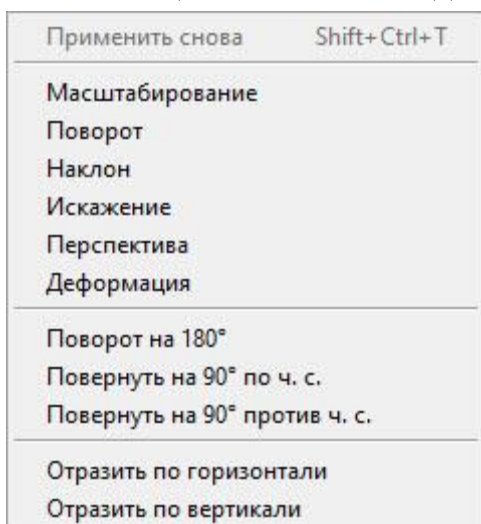 Применить снова Shift+Ctrl+T
Масштабирование
Поворот
Наклон
Искажение
Перспектива
Деформация
Поворот на 180°
Повернуть на 90° по ч. с.
Повернуть на 90° против ч. с.
Отразить по горизонтали
Отразить по вертикали